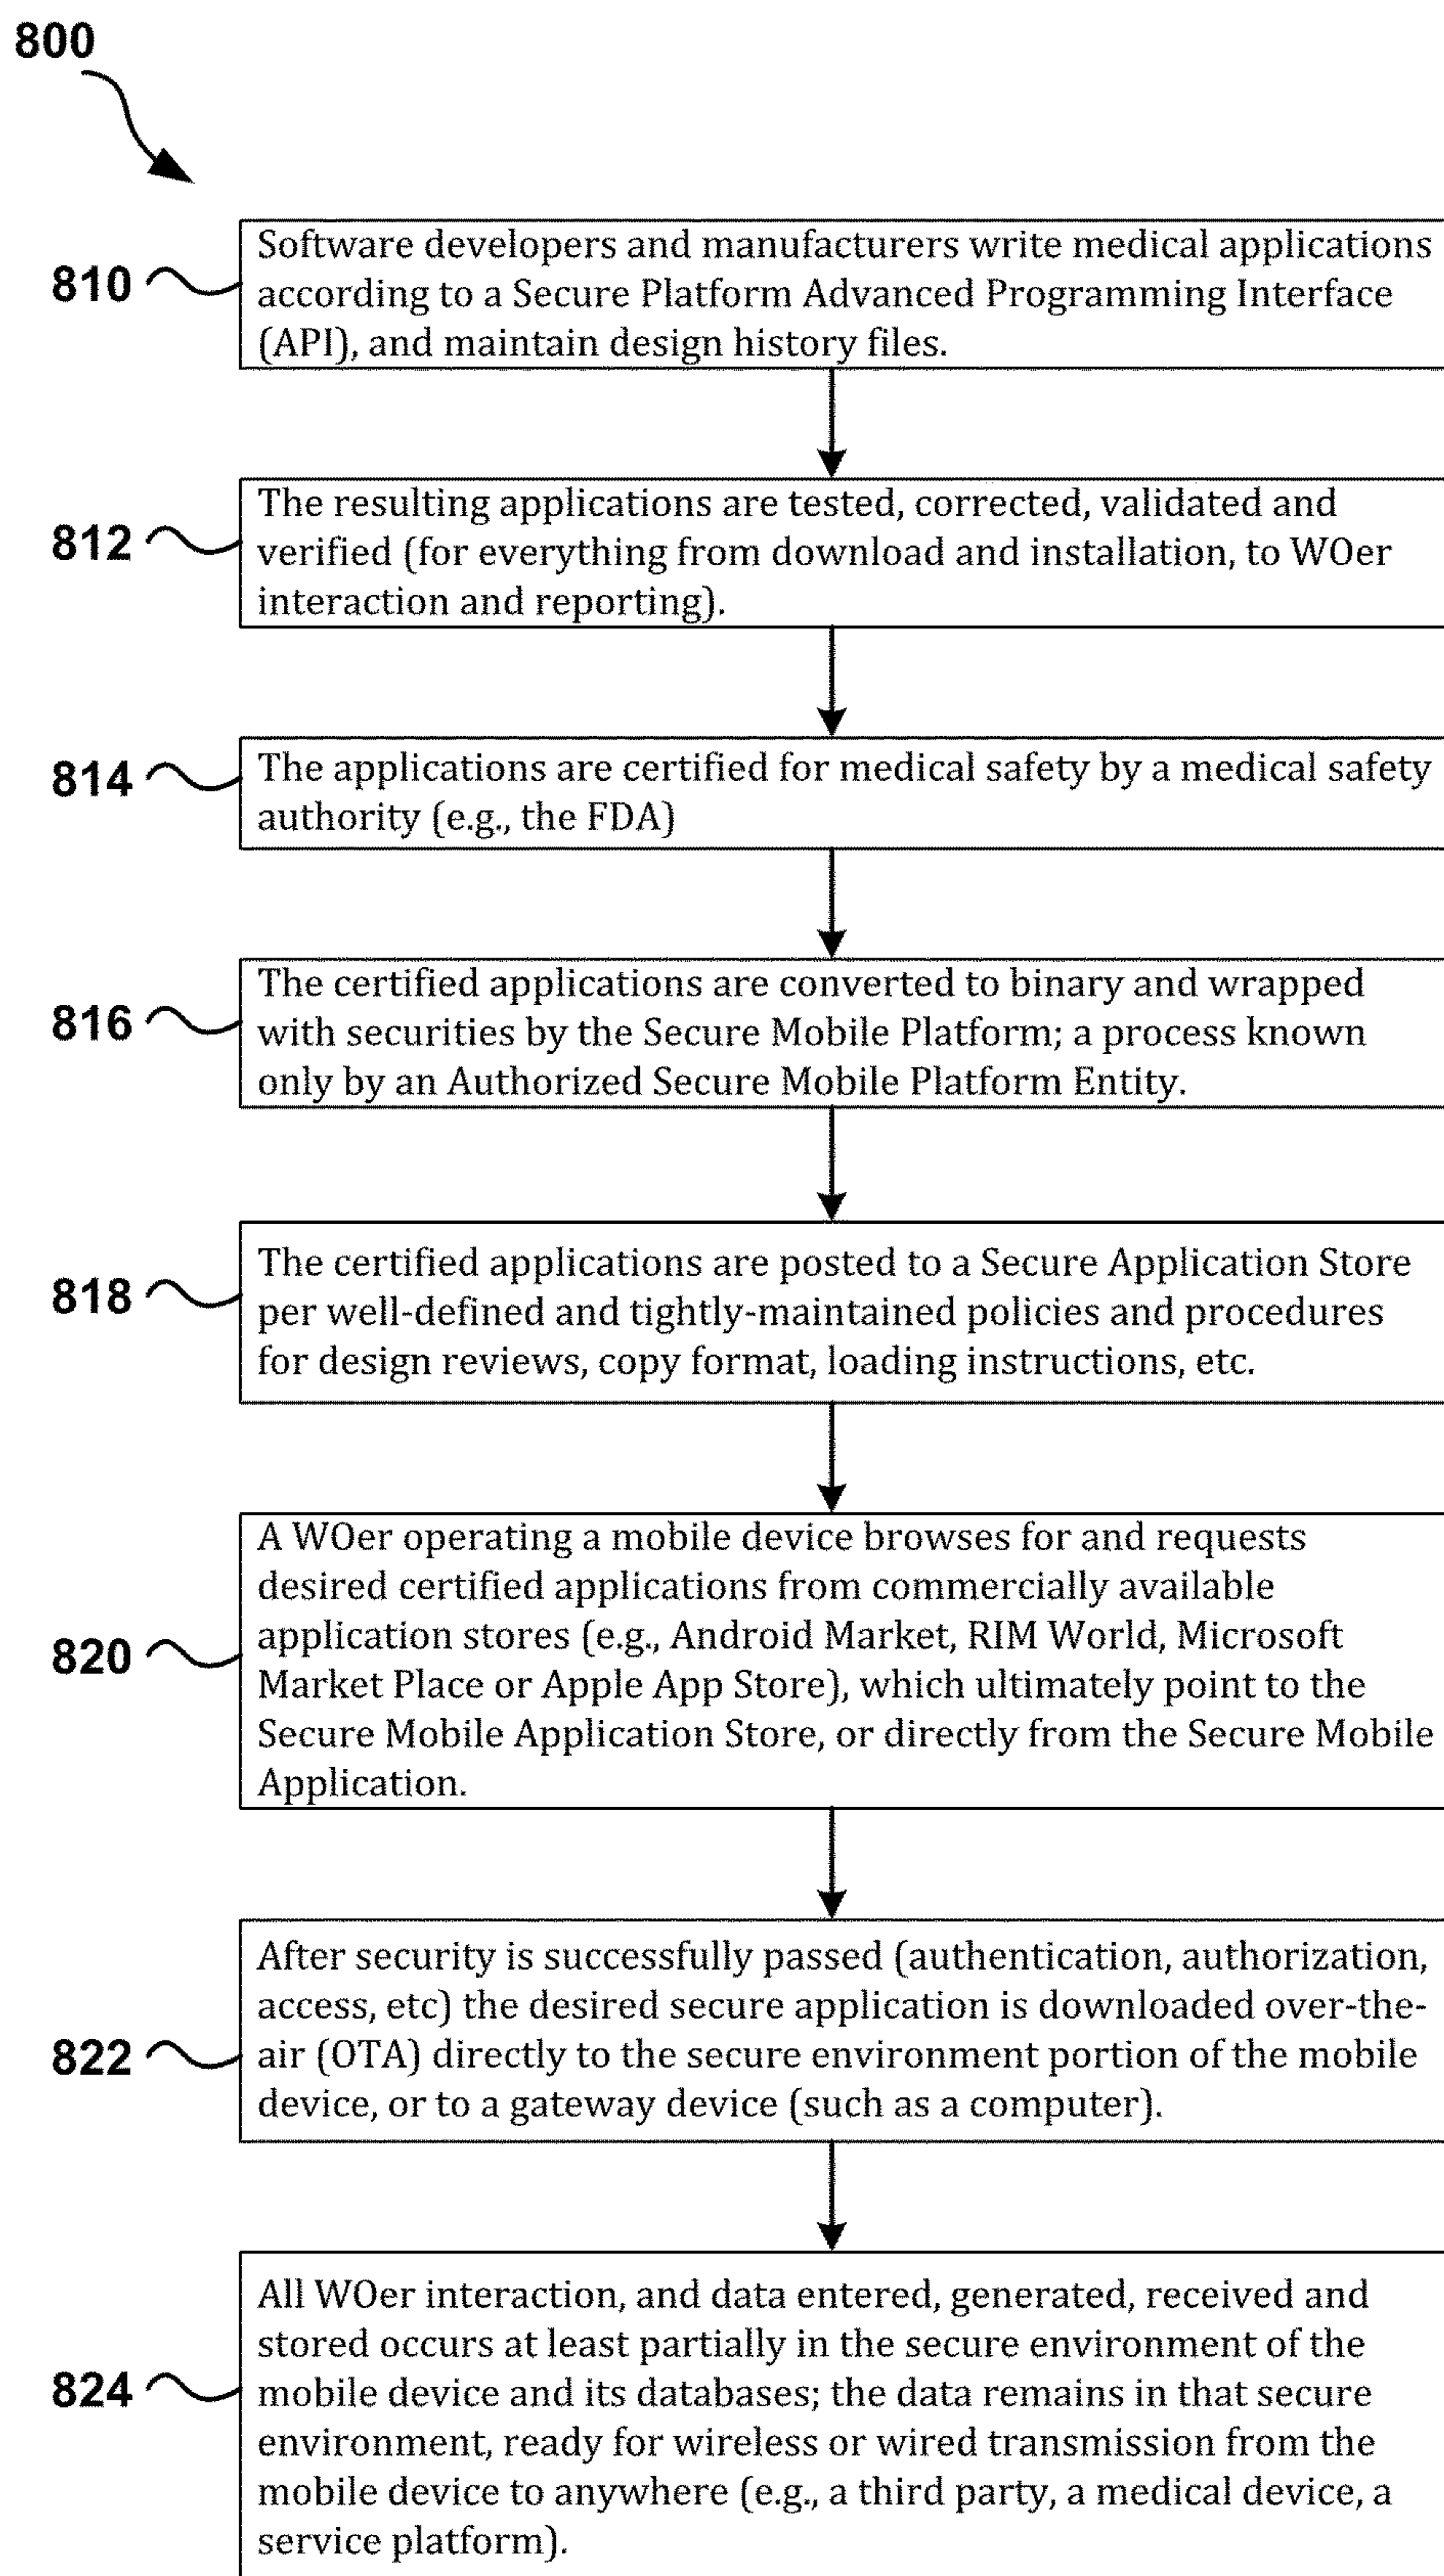 800
810
Software developers and manufacturers write medical applications
according to a Secure Platform Advanced Programming Interface
(API), and maintain design history files.
812
The resulting applications are tested, corrected, validated and
verified (for everything from download and installation, to WOer
interaction and reporting).
814
The applications are certified for medical safety by a medical safety
authority (e.g., the FDA)
816
The certified applications are converted to binary and wrapped
with securities by the Secure Mobile Platform; a process known
only by an Authorized Secure Mobile Platform Entity.
818
The certified applications are posted to a Secure Application Store
per well-defined and tightly-maintained policies and procedures
for design reviews, copy format, loading instructions, etc.
820
A WOer operating a mobile device browses for and requests
desired certified applications from commercially available
application stores (e.g., Android Market, RIM World, Microsoft
Market Place or Apple App Store), which ultimately point to the
Secure Mobile Application Store, or directly from the Secure Mobile
Application.
822
After security is successfully passed (authentication, authorization,
access, etc) the desired secure application is downloaded over-the-
air (OTA) directly to the secure environment portion of the mobile
device, or to a gateway device (such as a computer).
824
All WOer interaction, and data entered, generated, received and
stored occurs at least partially in the secure environment of the
mobile device and its databases; the data remains in that secure
environment, ready for wireless or wired transmission from the
mobile device to anywhere (e.g., a third party, a medical device, a
service platform).